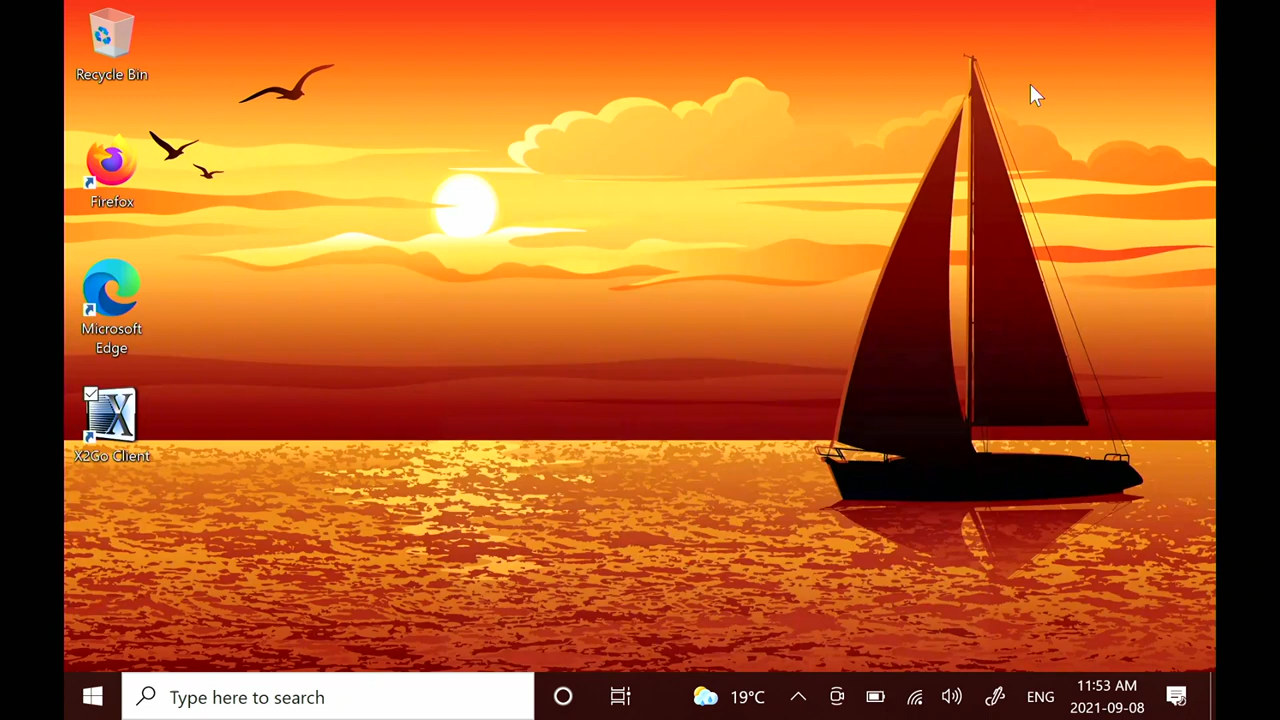 Recycle Bin
Firefox
Microsoft
Edge
X2Go Client
Type here to search
19°C
ENG
11:53 AM
2021-09-08